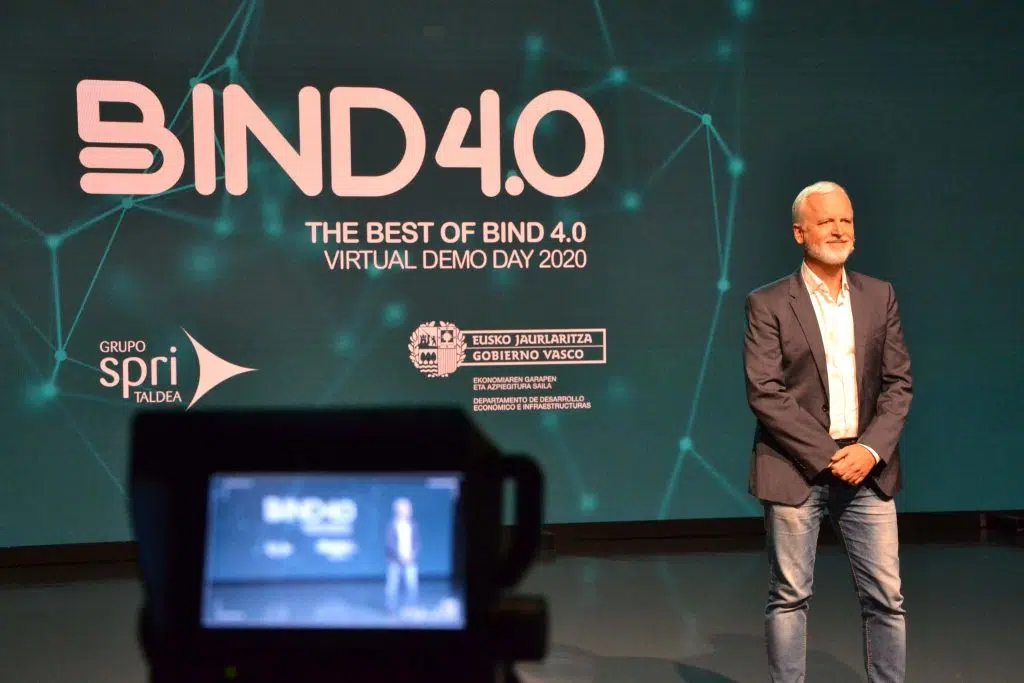 BIND 4.0
THE BEST OF BIND 4.0
VIRTUAL DEMO DAY 2020
GRUPO
spri
TALDEA
EUSKO JAURLARITZA
GOBIERNO VASCO
EKONOMIAREN GARAPEN
ETA AZPIEGITURA SAILA
DEPARTAMENTO DE DESARROLLO
ECONÓMICO E INFRAESTRUCTURAS
BIND 4.0